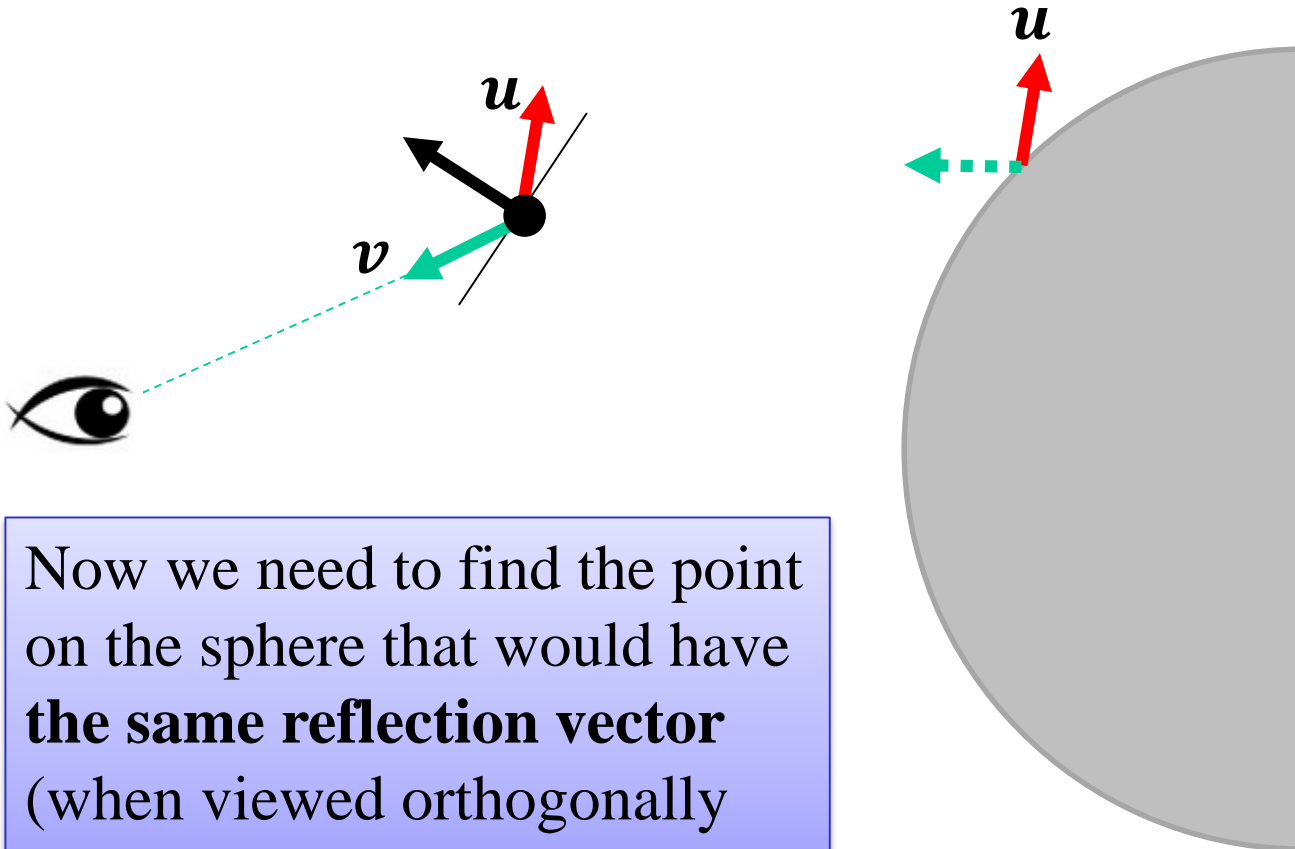 u
u
v
Now we need to find the point
on the sphere that would have
the same reflection vector
(when viewed orthogonally